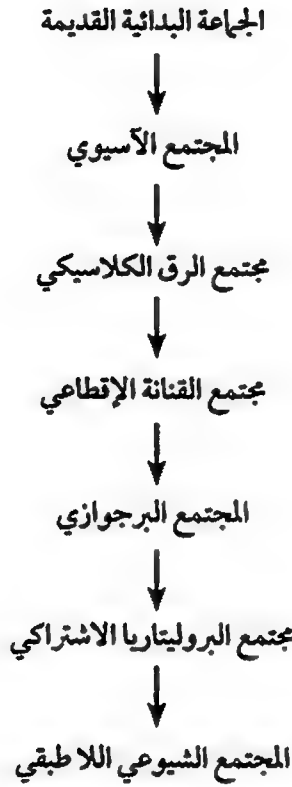 الجماعة البدائية القديمة
المجتمع الآسيوي
مجتمع الرق الكلاسيكي
مجتمع القنانة الإقطاعي
المجتمع البرجوازي
مجتمع البروليتاريا الاشتراكي
المجتمع الشيوعي اللا طبقي